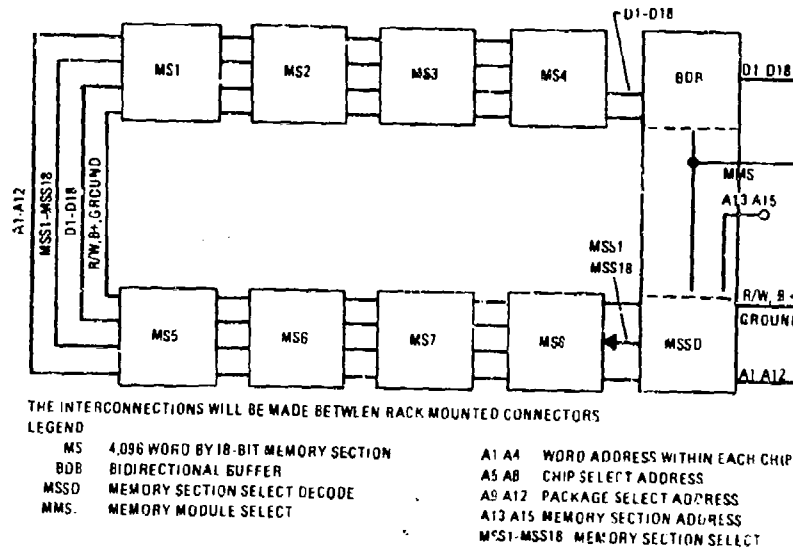 D1-D18
MS1 MS2 MS3 MS4 BDR D1 D18
MMS
A13 A15
A1-A12
MSS1-MSS18
D1-D18
R/W, B+, GROUND
MSS1
MSS18
R/W, B+
GROUND
MS5 MS6 MS7 MS8 MSSD
A1 A12
THE INTERCONNECTIONS WILL BE MADE BETWEEN RACK MOUNTED CONNECTORS
LEGEND
MS 4,096 WORD BY 18-BIT MEMORY SECTION
BDB BIDIRECTIONAL BUFFER
MSSD MEMORY SECTION SELECT DECODE
MMS. MEMORY MODULE SELECT
A1 A4 WORD ADDRESS WITHIN EACH CHIP
A5 A8 CHIP SELECT ADDRESS
A9 A12 PACKAGE SELECT ADDRESS
A13 A15 MEMORY SECTION ADDRESS
MSS1-MSS18 MEMORY SECTION SELECT